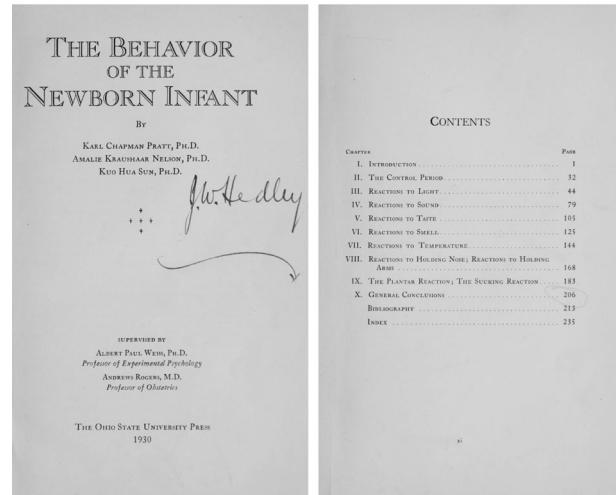 THE BEHAVIOR
OF THE
NEWBORN INFANT
BY
KARL CHAPMAN PRATT, PH.D.
AMALIE KRAUSHAAR NELSON, PH.D.
KUO HUA SUN, PH.D.
J.W. Hedley
SUPERVISED BY
ALBERT PAUL WEISS, PH.D.
Professor of Experimental Psychology
ANDREWS ROGERS, M.D.
Professor of Obstetrics
THE OHIO STATE UNIVERSITY PRESS
1930
CONTENTS
CHAPTER PAGE
I. INTRODUCTION 1
II. THE CONTROL PERIOD 32
III. REACTIONS TO LIGHT 44
IV. REACTIONS TO SOUND 79
V. REACTIONS TO TASTE 105
VI. REACTIONS TO SMELL 125
VII. REACTIONS TO TEMPERATURE 144
VIII. REACTIONS TO HOLDING NOSE; REACTIONS TO HOLDING
ARMS 168
IX. THE PLANTAR REACTION; THE SUCKING REACTION 183
X. GENERAL CONCLUSIONS 206
BIBLIOGRAPHY 213
INDEX 235
xi